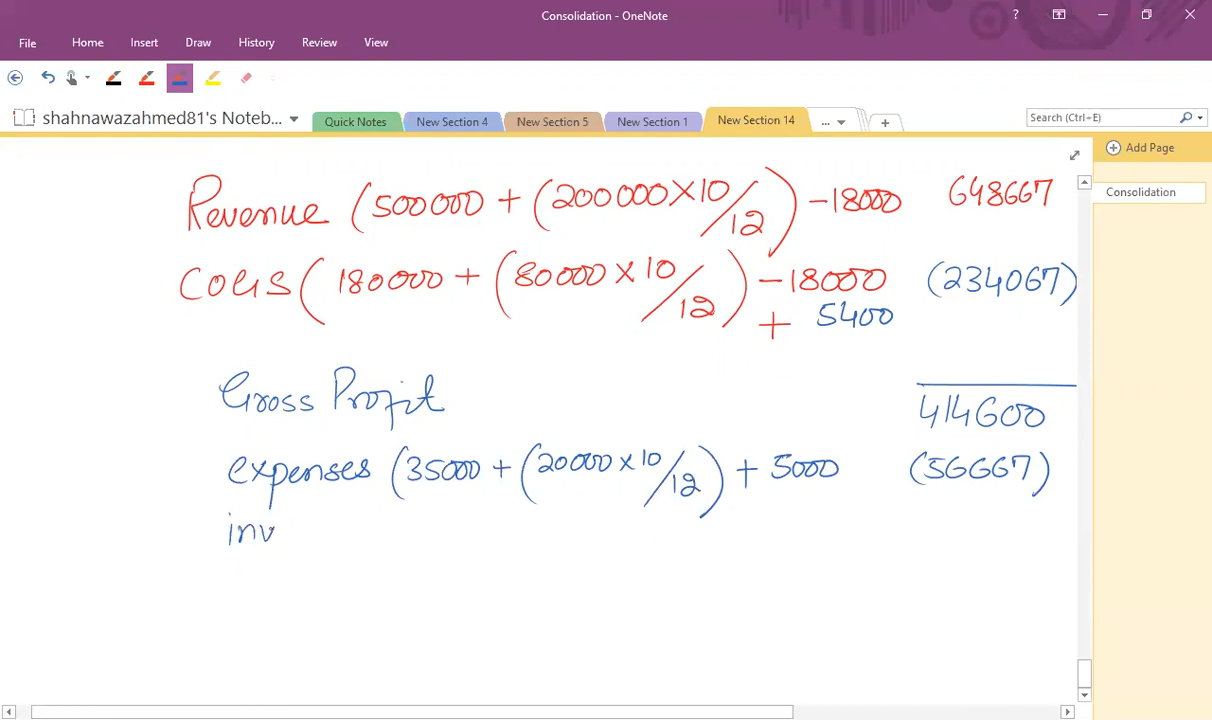 Consolidation - OneNote
?
File Home Insert Draw History Review View
shahnawazahmed81's Noteb... Quick Notes New Section 4 New Section 5 New Section 1 New Section 14 ... + Search (Ctrl+E)
Add Page
Consolidation
Revenue (500000 + (200000 × 10/12) - 18000 648667
COGS (180000 + (80000 × 10/12) - 18000 (234067)
+ 5400
Gross Profit 414600
expenses (35000 + (20000 × 10/12) + 5000 (56667)
inv